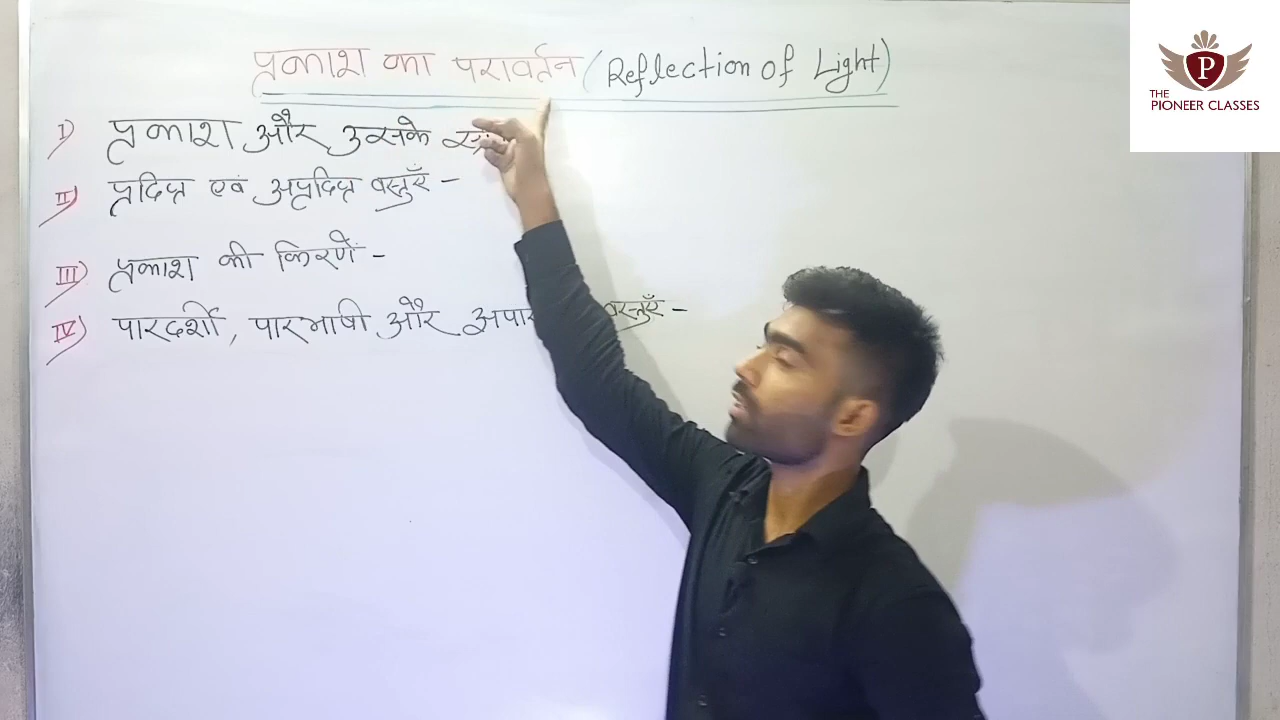 प्रकाश का परावर्तन (Reflection of Light)
I) प्रकाश और उसके
II) प्रदिप्त एवं अप्रदिप्त वस्तुएँ -
III) प्रकाश की किरणें -
IV) पारदर्शी, पारभाषी और वस्तुएँ -
P
THE
PIONEER CLASSES